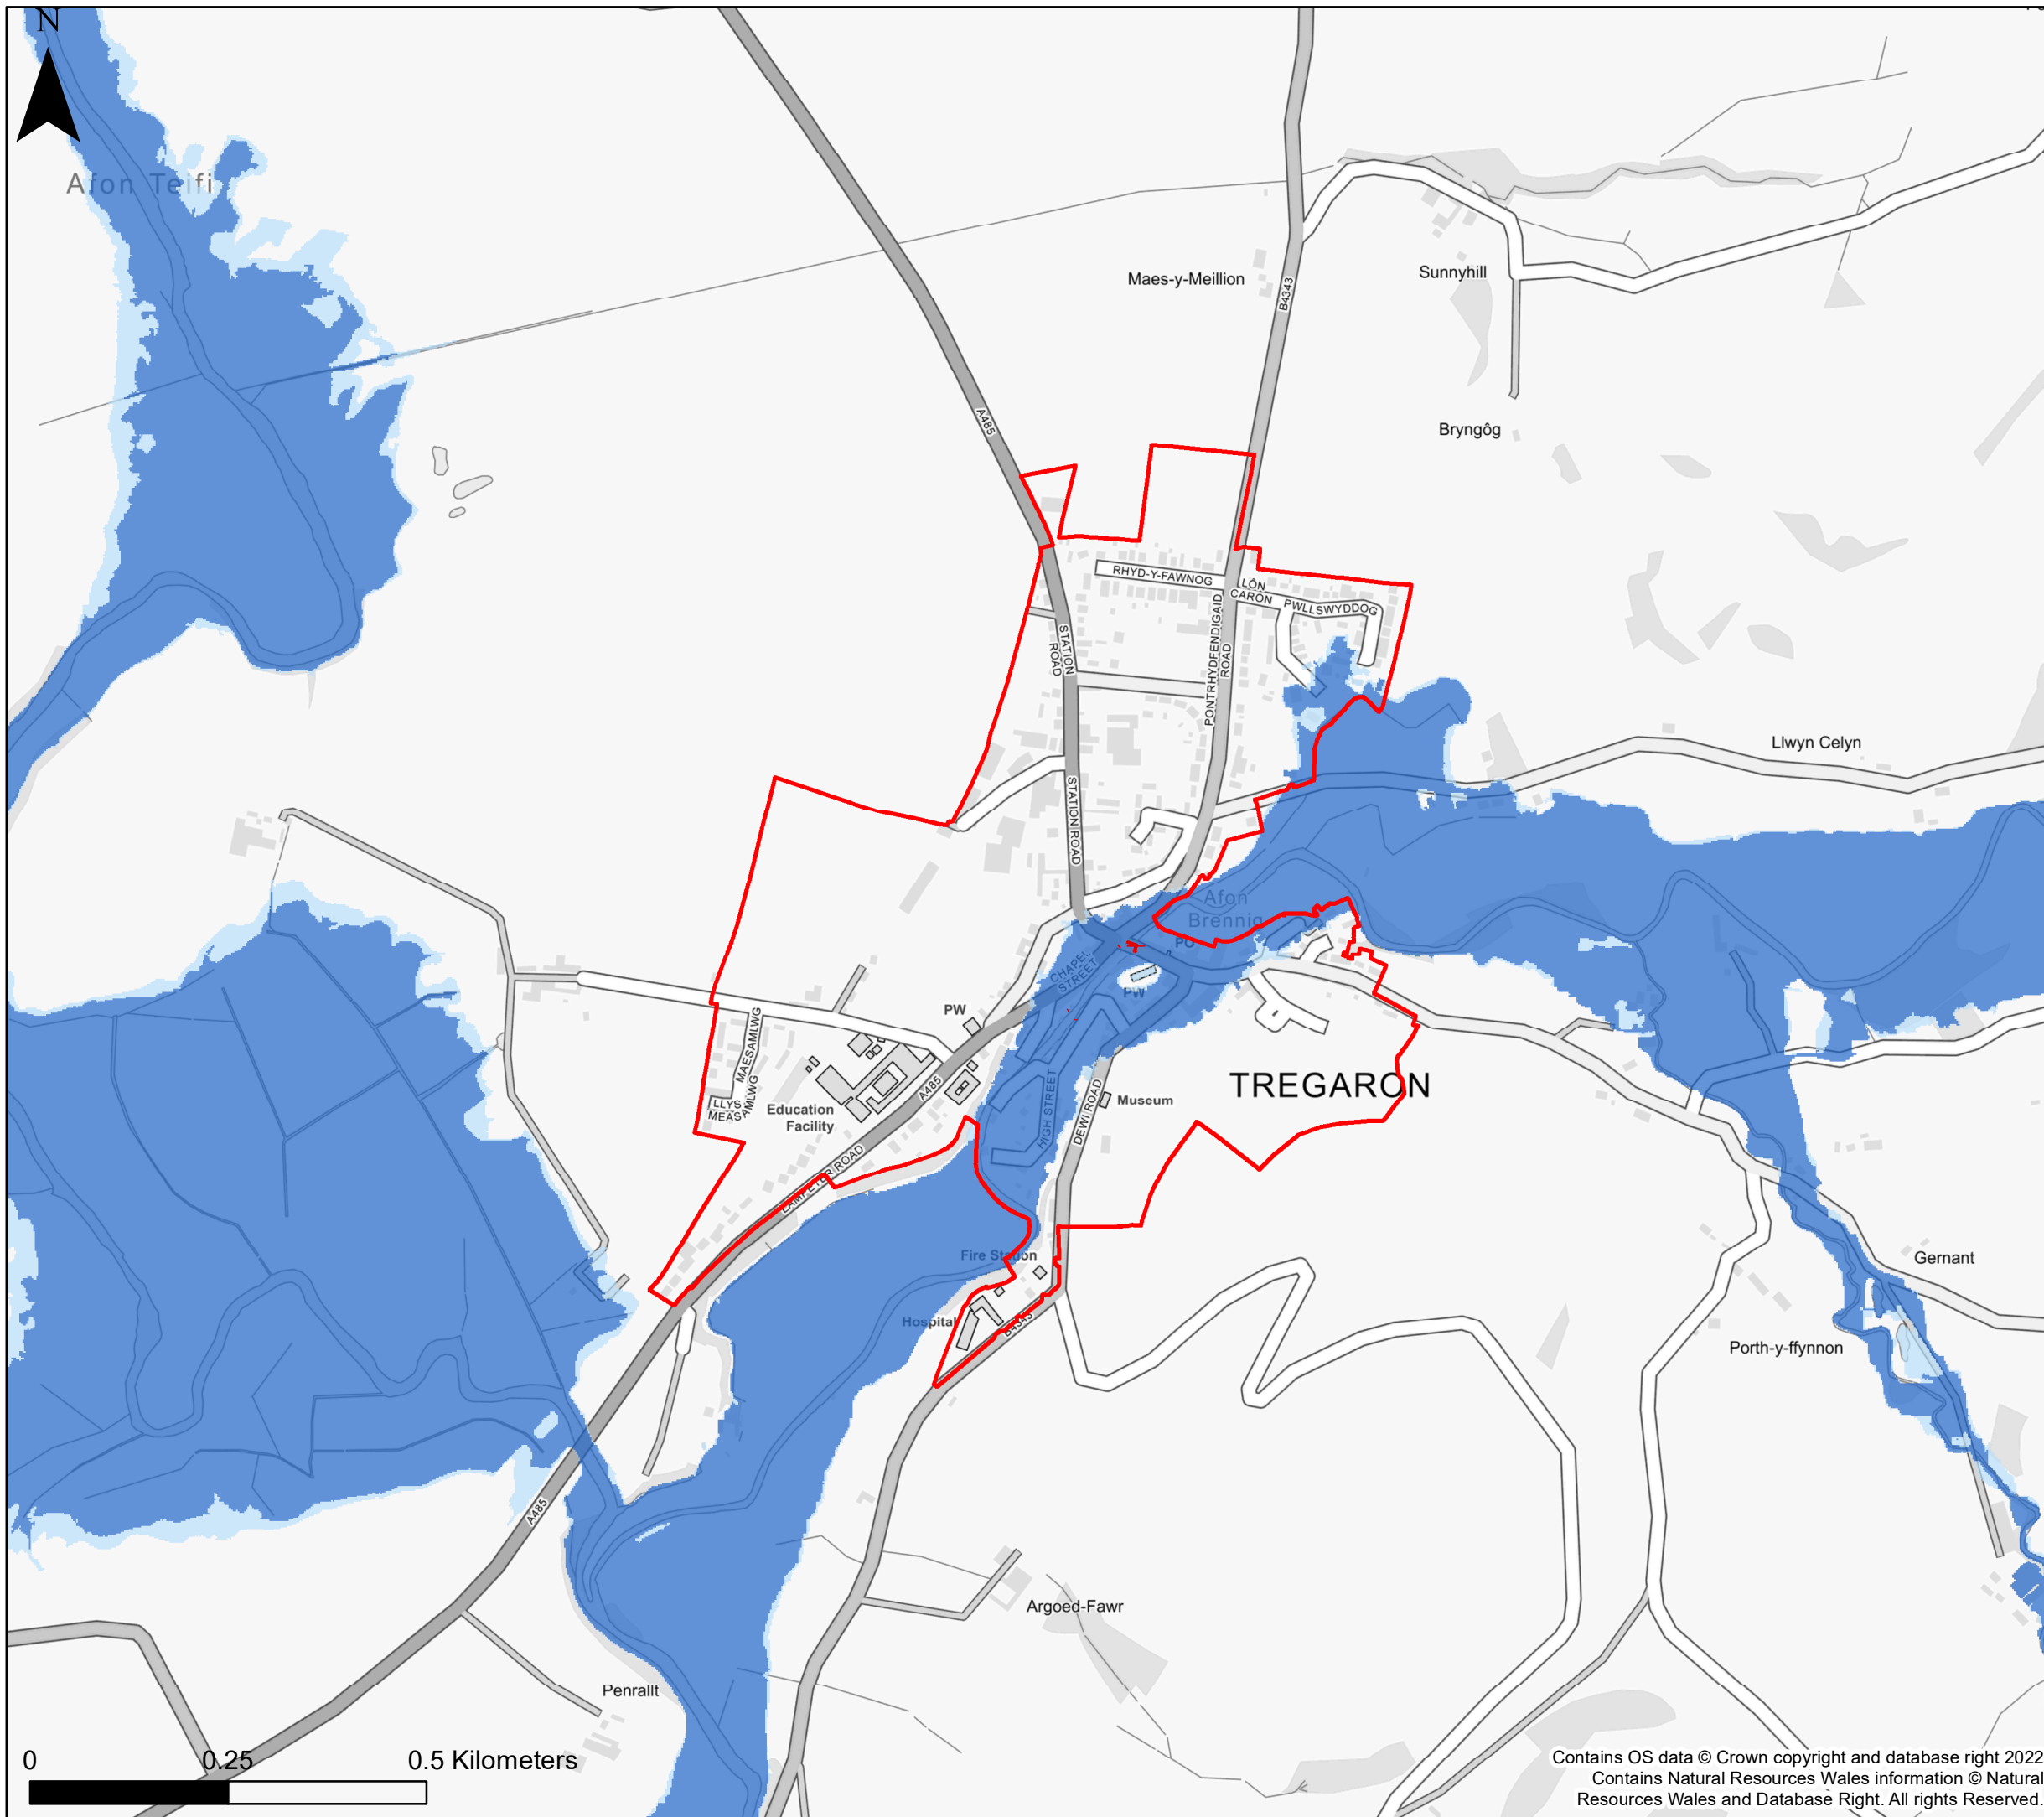 N
Afon Teifi
Maes-y-Meillion
Sunnyhill
B4343
A485
Bryngôg
RHYD-Y-FAWNOG
LÔN
CARON
PWLLSWYDDOG
STATION
ROAD
PONTRHYDFENDIGAID
ROAD
Llwyn Celyn
STATION ROAD
Afon
Brennig
PO
CHAPEL
STREET
PW
PW
MAESAMLWG
A485
LLYS
MEASAMLWG
Education
Facility
HIGH STREET
DEWI ROAD
Museum
TREGARON
LAMPETER ROAD
Fire Station
Hospital
B4343
Gernant
Porth-y-ffynnon
A485
Argoed-Fawr
Penrallt
0 0.25 0.5 Kilometers
Contains OS data © Crown copyright and database right 2022
Contains Natural Resources Wales information © Natural
Resources Wales and Database Right. All rights Reserved.